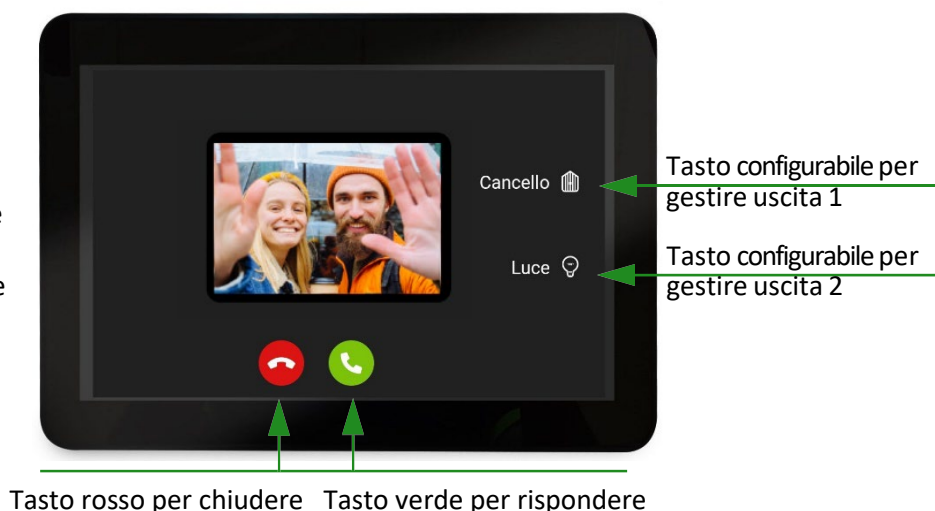 Cancello
Tasto configurabile per
gestire uscita 1
e
Luce
Tasto configurabile per
gestire uscita 2
e
Tasto rosso per chiudere Tasto verde per rispondere